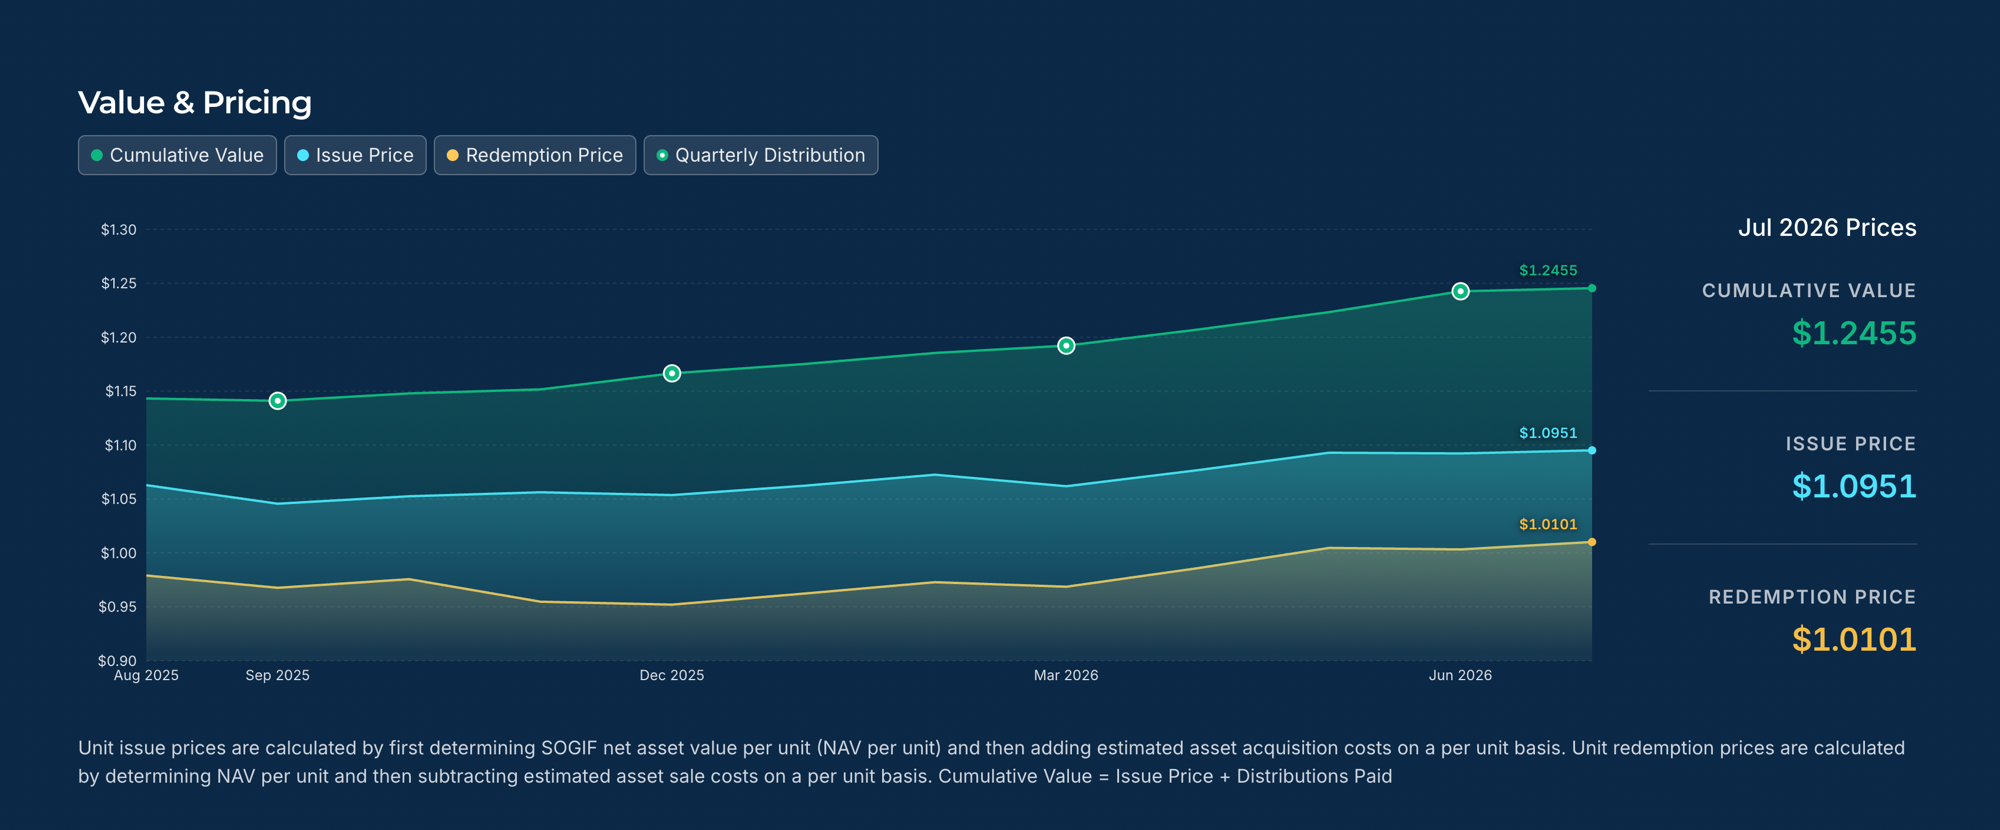 Value & Pricing
Cumulative Value
Issue Price
Redemption Price
Quarterly Distribution
$1.30
$1.25
$1.20
$1.15
$1.10
$1.05
$1.00
$0.95
$0.90
$1.2455
$1.0951
$1.0101
Aug 2025
Sep 2025
Dec 2025
Mar 2026
Jun 2026
Jul 2026 Prices
CUMULATIVE VALUE
$1.2455
ISSUE PRICE
$1.0951
REDEMPTION PRICE
$1.0101
Unit issue prices are calculated by first determining SOGIF net asset value per unit (NAV per unit) and then adding estimated asset acquisition costs on a per unit basis. Unit redemption prices are calculated
by determining NAV per unit and then subtracting estimated asset sale costs on a per unit basis. Cumulative Value = Issue Price + Distributions Paid